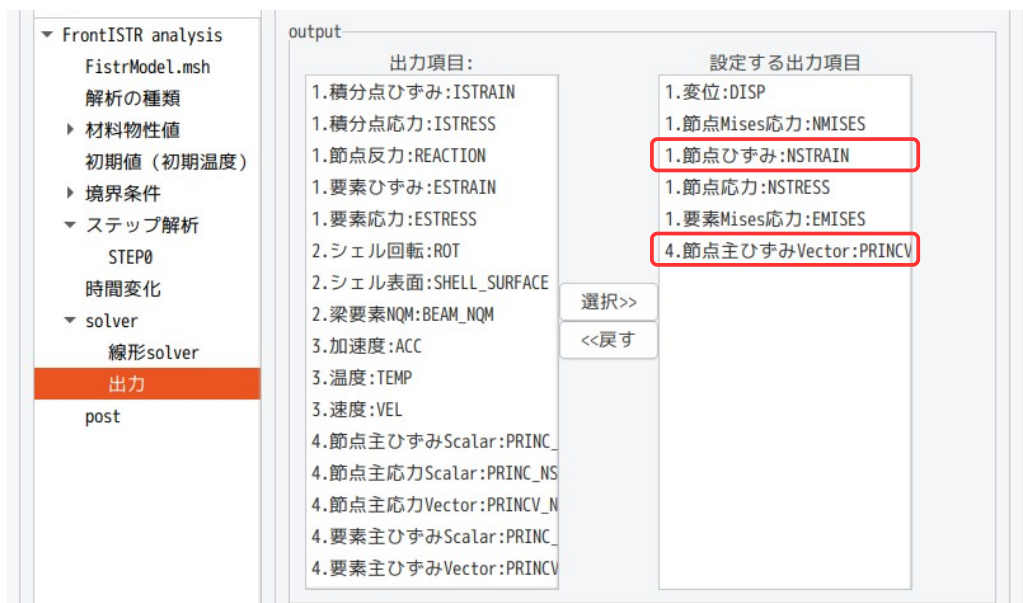 FrontISTR analysis
FistrModel.msh
解析の種類
材料物性値
初期値（初期温度）
境界条件
ステップ解析
STEP0
時間変化
solver
線形solver
出力
post
output
出力項目:
1.積分点ひずみ:ISTRAIN
1.積分点応力:ISTRESS
1.節点反力:REACTION
1.要素ひずみ:ESTRAIN
1.要素応力:ESTRESS
2.シェル回転:ROT
2.シェル表面:SHELL_SURFACE
2.梁要素NQM:BEAM_NQM
3.加速度:ACC
3.温度:TEMP
3.速度:VEL
4.節点主ひずみScalar:PRINC_
4.節点主応力Scalar:PRINC_NS
4.節点主応力Vector:PRINCV_N
4.要素主ひずみScalar:PRINC_
4.要素主ひずみVector:PRINCV
選択>>
<<戻す
設定する出力項目
1.変位:DISP
1.節点Mises応力:NMISES
1.節点ひずみ:NSTRAIN
1.節点応力:NSTRESS
1.要素Mises応力:EMISES
4.節点主ひずみVector:PRINCV